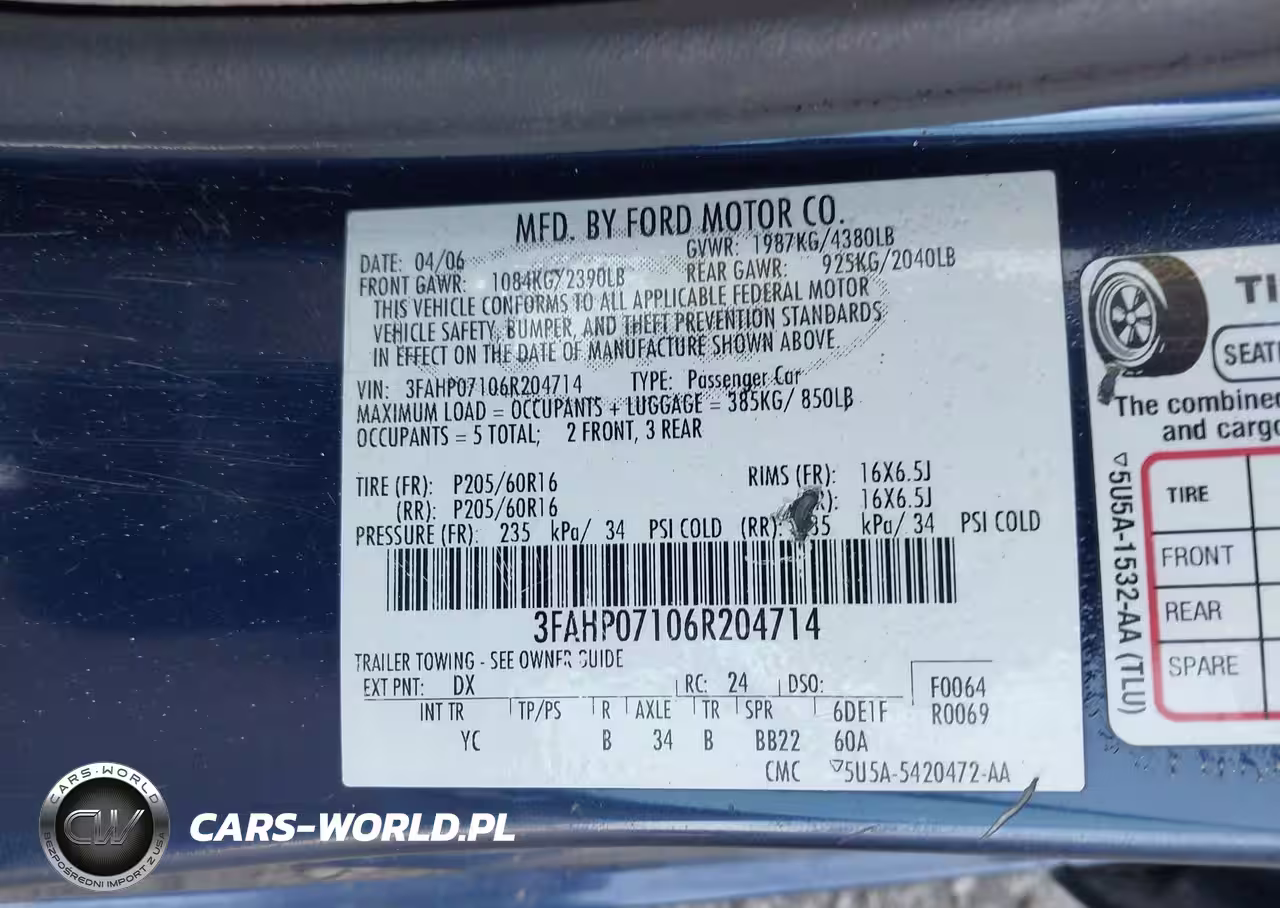 MFD. BY FORD MOTOR CO.
DATE: 04/06 GVWR: 1987KG/4380LB
FRONT GAWR: 1084KG/2390LB REAR GAWR: 925KG/2040LB
THIS VEHICLE CONFORMS TO ALL APPLICABLE FEDERAL MOTOR
VEHICLE SAFETY, BUMPER, AND THEFT PREVENTION STANDARDS
IN EFFECT ON THE DATE OF MANUFACTURE SHOWN ABOVE
VIN: 3FAHP07106R204714 TYPE: Passenger Car
MAXIMUM LOAD = OCCUPANTS + LUGGAGE = 385KG/ 850LB
OCCUPANTS = 5 TOTAL; 2 FRONT, 3 REAR
TIRE (FR): P205/60R16 RIMS (FR): 16X6.5J
(RR): P205/60R16 16X6.5J
PRESSURE (FR): 235 kPa/ 34 PSI COLD (RR): kPa/ 34 PSI COLD
3FAHP07106R204714
TRAILER TOWING - SEE OWNER GUIDE
EXT PNT: DX RC: 24 DSO: F0064
INT TR TP/PS R AXLE TR SPR 6DE1F R0069
YC B 34 B BB22 60A
CMC 5U5A-5420472-AA
SEAT
The combined
and cargo
TIRE
FRONT
REAR
SPARE
5U5A-1532-AA (TLU)
CARS-WORLD
CW
BEZPOŚREDNI IMPORT Z USA
CARS-WORLD.PL